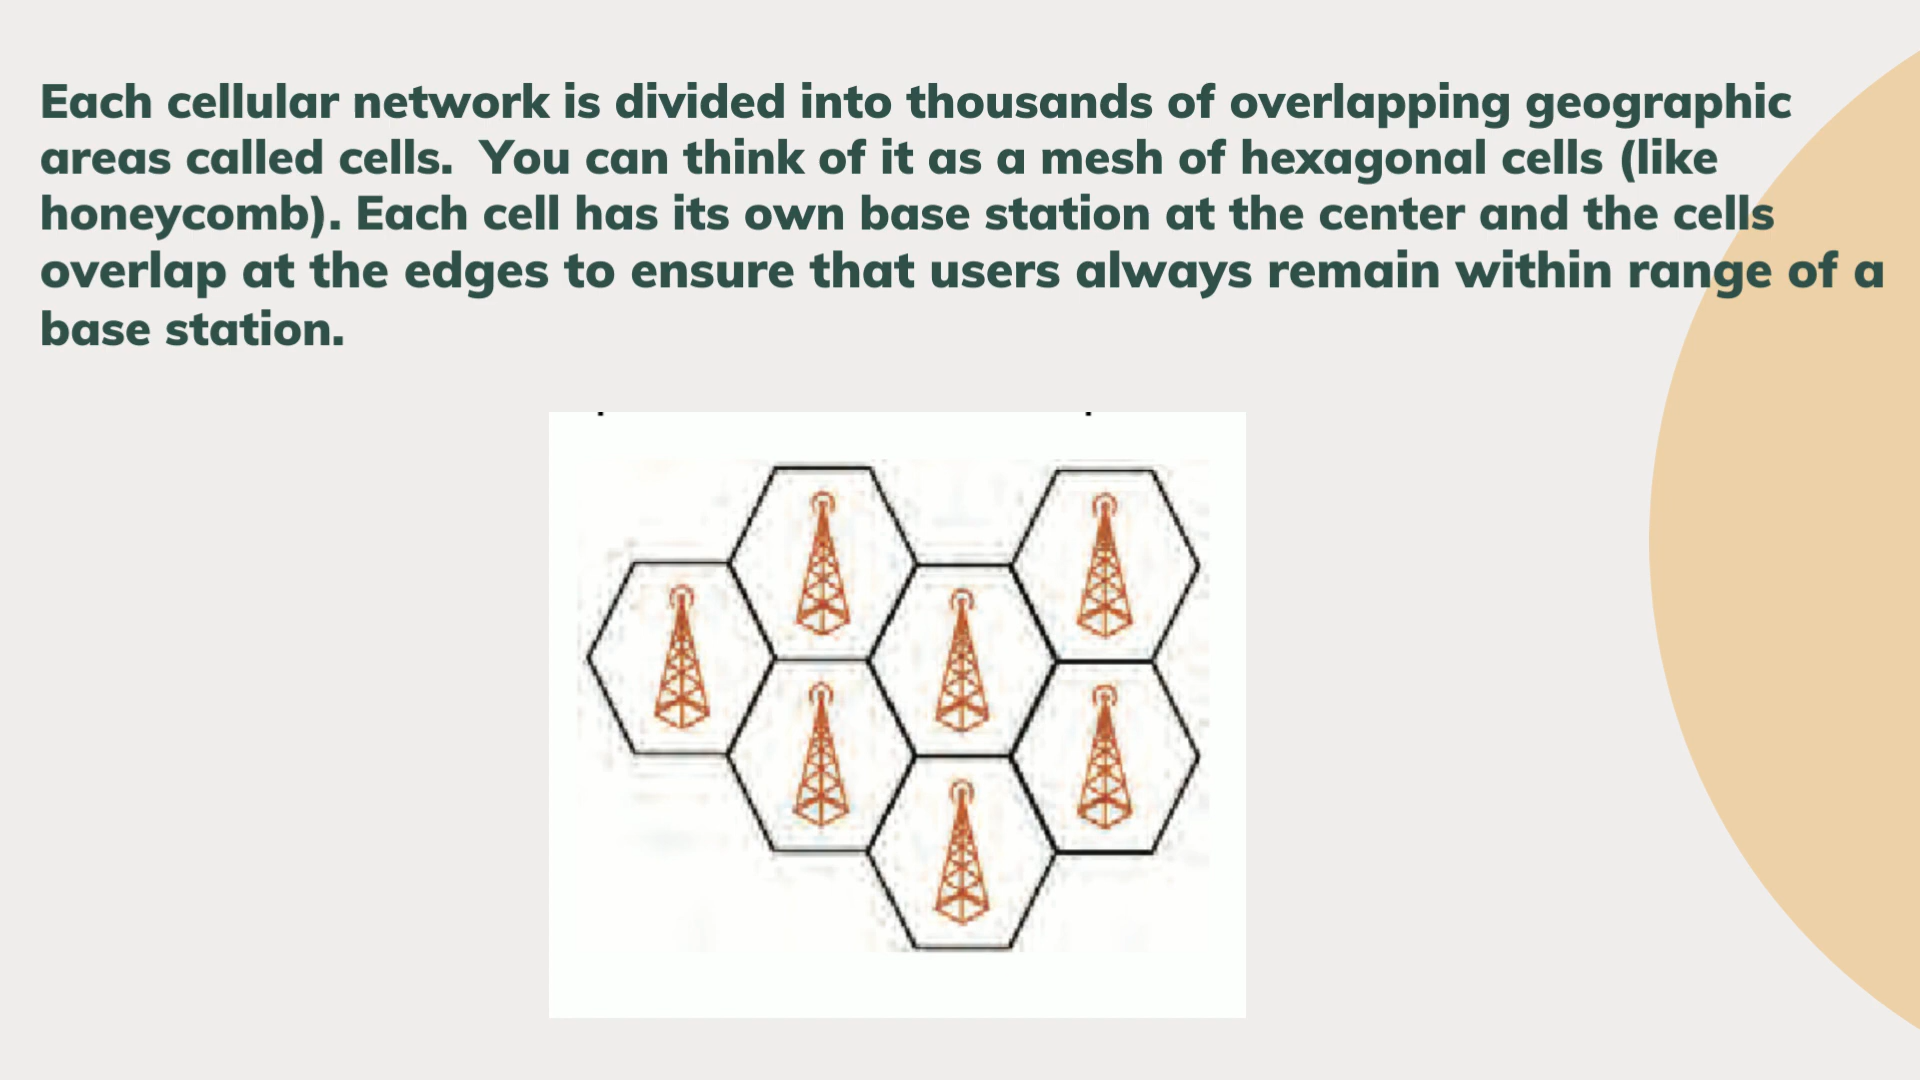 Each cellular network is divided into thousands of overlapping geographic
areas called cells.  You can think of it as a mesh of hexagonal cells (like
honeycomb). Each cell has its own base station at the center and the cells
overlap at the edges to ensure that users always remain within range of a
base station.